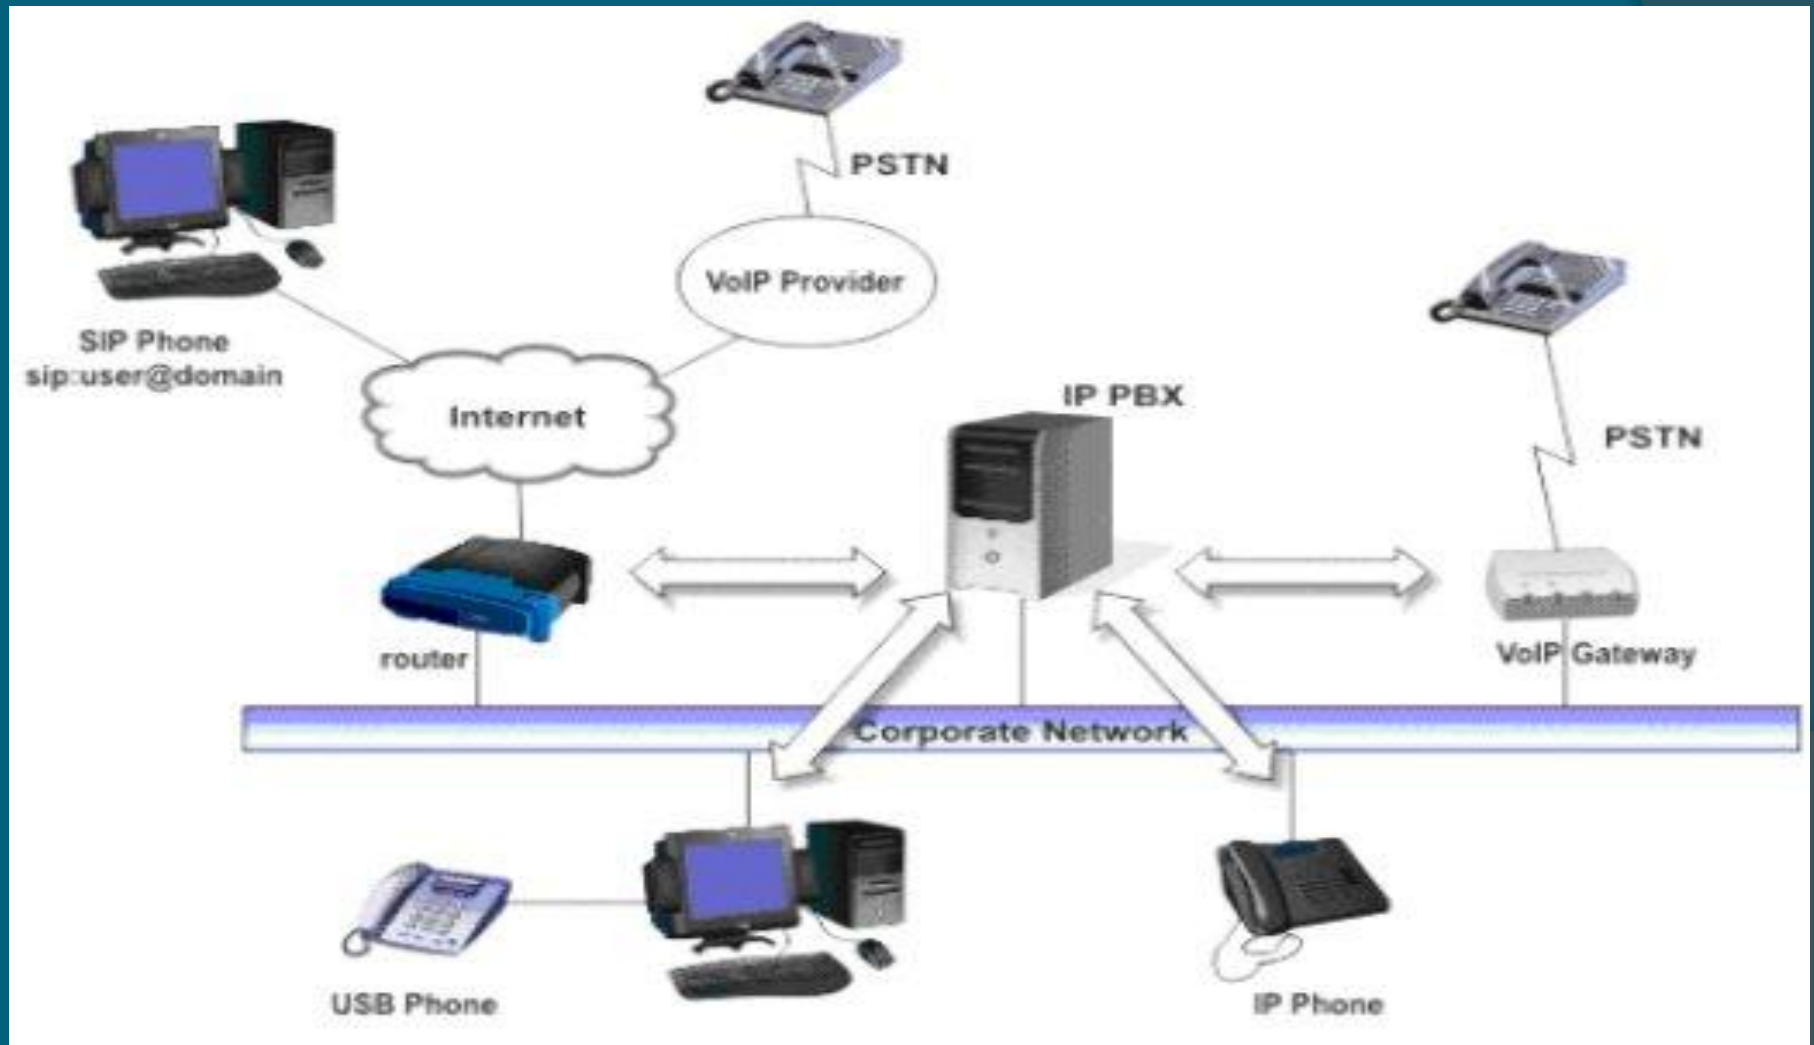 PSTN
VoIP Provider
SIP Phone
sip:user@domain
Internet
IP PBX
PSTN
router
VoIP Gateway
Corporate Network
USB Phone
IP Phone